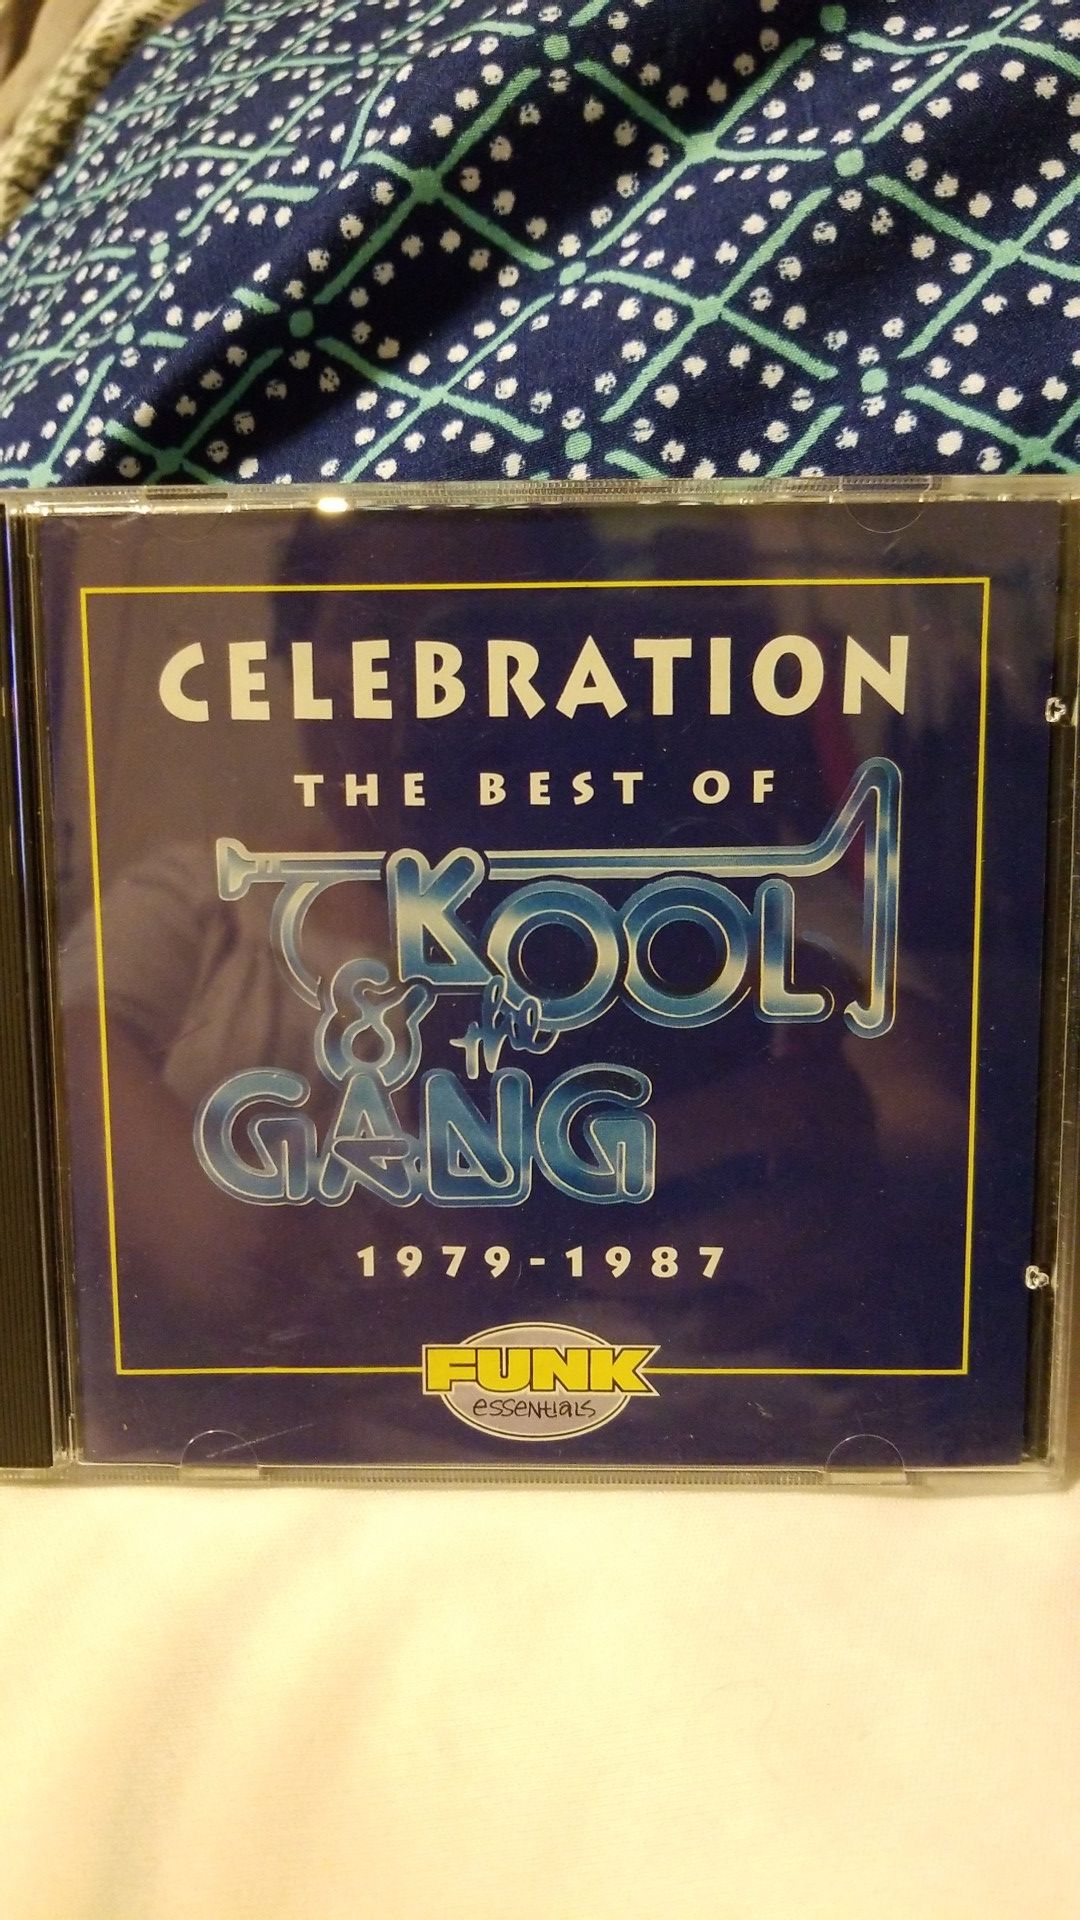 CELEBRATION
THE BEST OF
KOOL
& the
GANG
1979-1987
FUNK
essentials